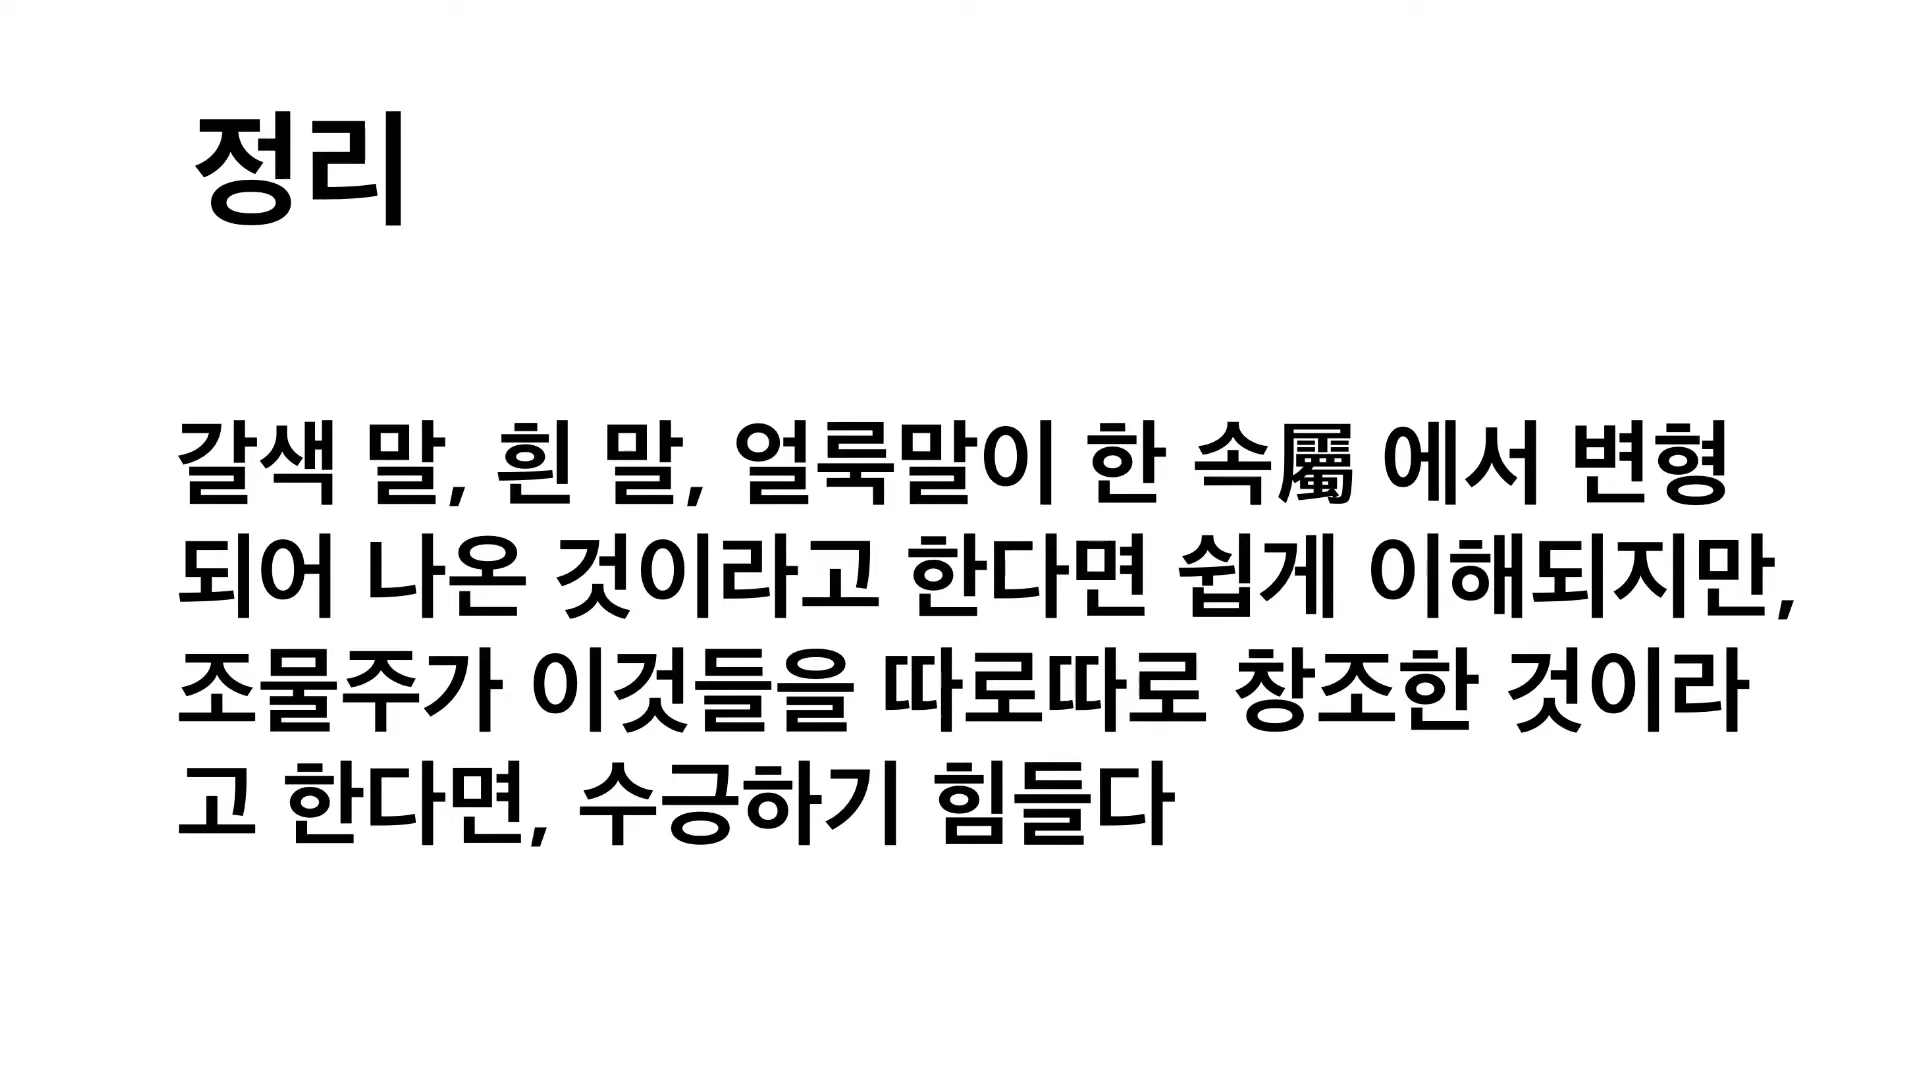 정리
갈색 말, 흰 말, 얼룩말이 한 속屬 에서 변형
되어 나온 것이라고 한다면 쉽게 이해되지만,
조물주가 이것들을 따로따로 창조한 것이라
고 한다면, 수긍하기 힘들다